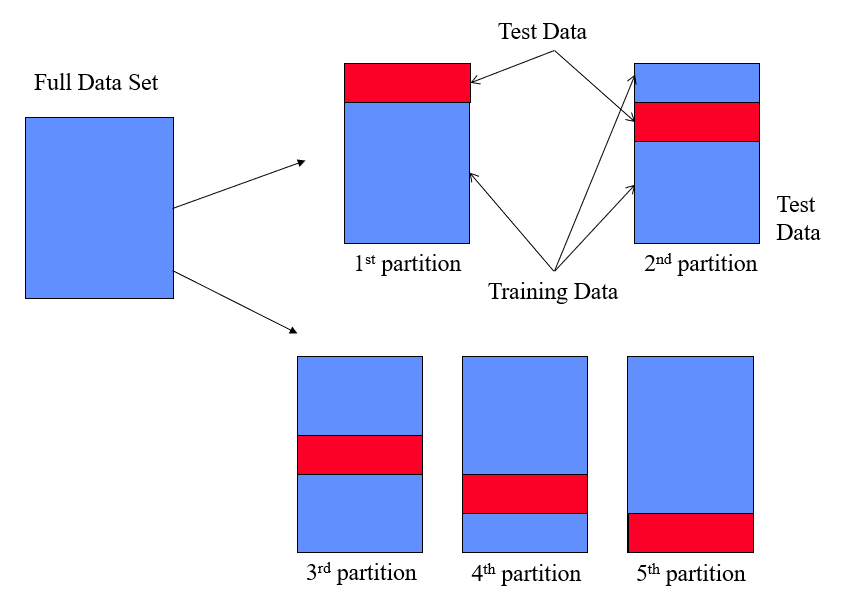 Test Data
Full Data Set
Test
Data
1st partition
2nd partition
Training Data
3rd partition
4th partition
5th partition